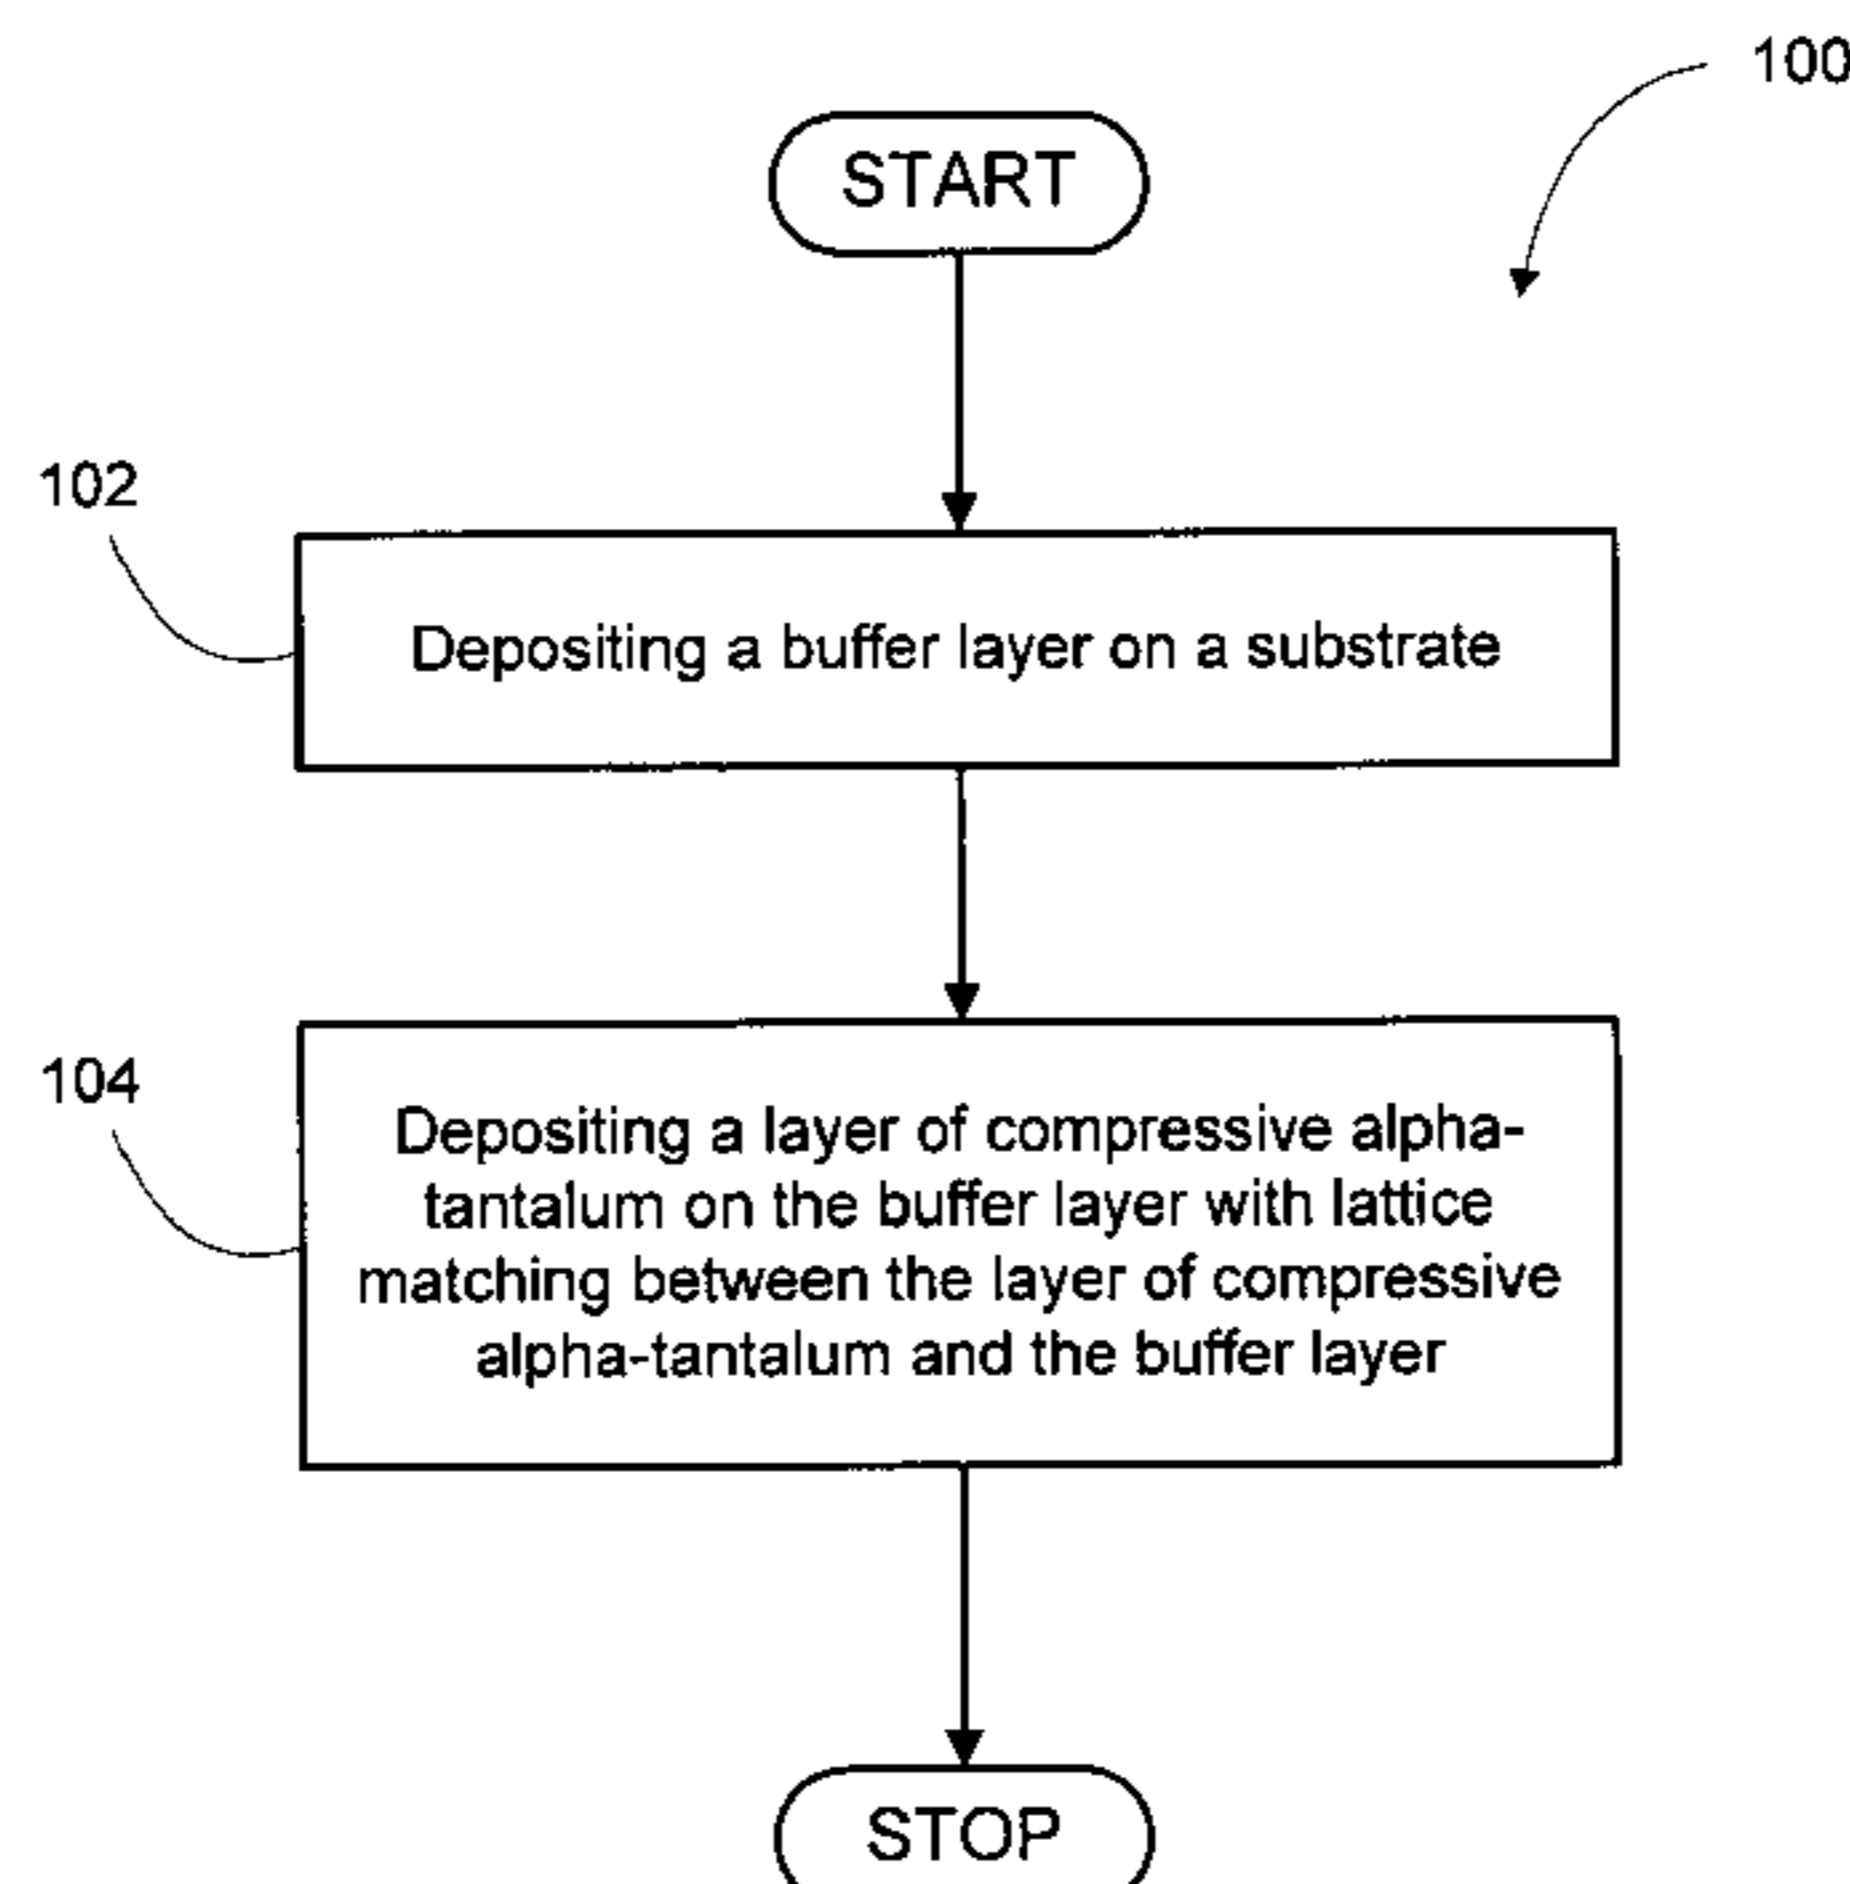 100
START
102
Depositing a buffer layer on a substrate
104
Depositing a layer of compressive alpha-
tantalum on the buffer layer with lattice
matching between the layer of compressive
alpha-tantalum and the buffer layer
STOP